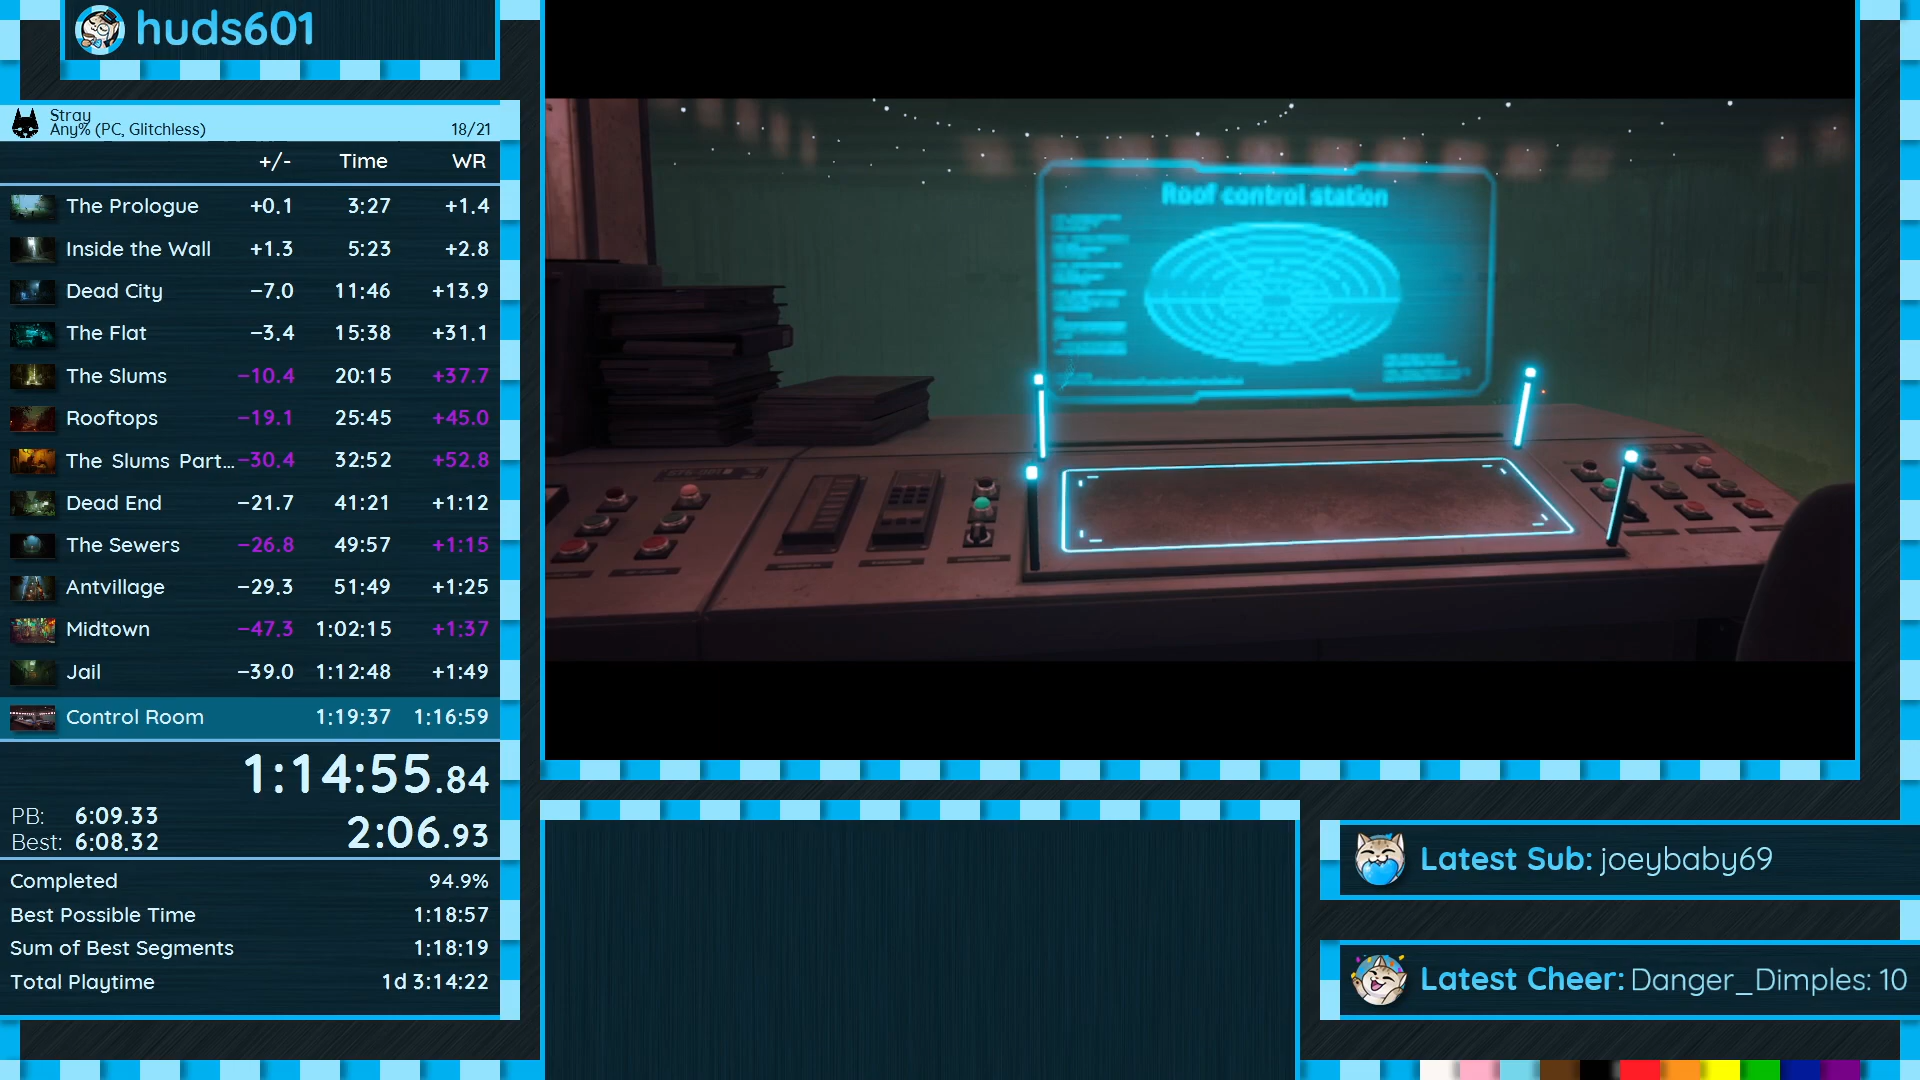 huds601
Stray
Any% (PC, Glitchless) 18/21
+/- Time WR
The Prologue +0.1 3:27 +1.4
Inside the Wall +1.3 5:23 +2.8
Dead City −7.0 11:46 +13.9
The Flat −3.4 15:38 +31.1
The Slums −10.4 20:15 +37.7
Rooftops −19.1 25:45 +45.0
The Slums Part... −30.4 32:52 +52.8
Dead End −21.7 41:21 +1:12
The Sewers −26.8 49:57 +1:15
Antvillage −29.3 51:49 +1:25
Midtown −47.3 1:02:15 +1:37
Jail −39.0 1:12:48 +1:49
Control Room 1:19:37 1:16:59
1:14:55.84
PB: 6:09.33
Best: 6:08.32
2:06.93
Completed 94.9%
Best Possible Time 1:18:57
Sum of Best Segments 1:18:19
Total Playtime 1d 3:14:22
Roof control station
Latest Sub: joeybaby69
Latest Cheer: Danger_Dimples: 10